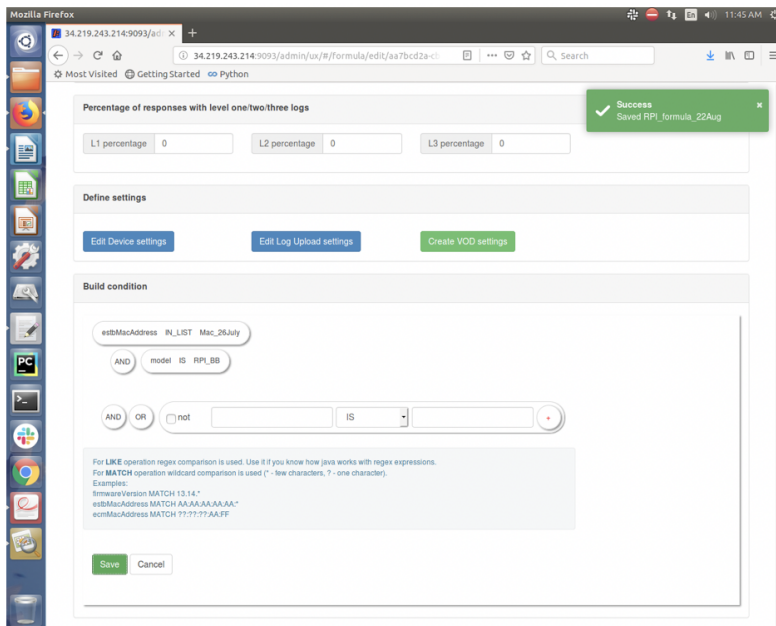 Mozilla Firefox
En
11:45 AM
34.219.243.214:9093/adm
34.219.243.214:9093/admin/ux/#/formula/edit/aa7bcd2a-cb
Search
Most Visited Getting Started Python
Percentage of responses with level one/two/three logs
Success
Saved RPI_formula_22Aug
L1 percentage 0 L2 percentage 0 L3 percentage 0
Define settings
Edit Device settings Edit Log Upload settings Create VOD settings
Build condition
estbMacAddress IN_LIST Mac_26July
AND model IS RPI_BB
AND OR not IS
For LIKE operation regex comparison is used. Use it if you know how java works with regex expressions.
For MATCH operation wildcard comparison is used (* - few characters, ? - one character).
Examples:
firmwareVersion MATCH 13.14.*
estbMacAddress MATCH AA:AA:AA:AA:AA:*
ecmMacAddress MATCH ??:??:??:AA:FF
Save Cancel
PC